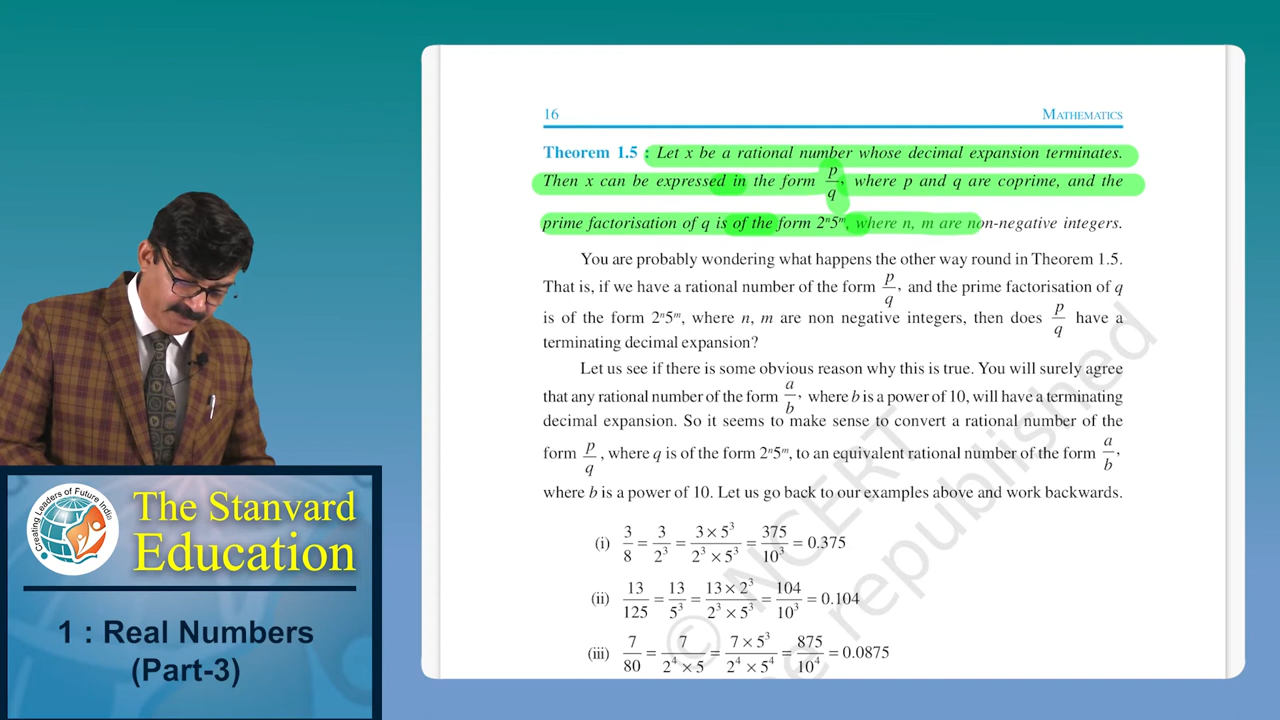 16 MATHEMATICS
Theorem 1.5 : Let x be a rational number whose decimal expansion terminates.
Then x can be expressed in the form p/q, where p and q are coprime, and the
prime factorisation of q is of the form 2ⁿ5ᵐ, where n, m are non-negative integers.
You are probably wondering what happens the other way round in Theorem 1.5.
That is, if we have a rational number of the form p/q, and the prime factorisation of q
is of the form 2ⁿ5ᵐ, where n, m are non negative integers, then does p/q have a
terminating decimal expansion?
Let us see if there is some obvious reason why this is true. You will surely agree
that any rational number of the form a/b, where b is a power of 10, will have a terminating
decimal expansion. So it seems to make sense to convert a rational number of the
form p/q, where q is of the form 2ⁿ5ᵐ, to an equivalent rational number of the form a/b,
where b is a power of 10. Let us go back to our examples above and work backwards.
(i) 3/8 = 3/2³ = 3 × 5³/2³ × 5³ = 375/10³ = 0.375
(ii) 13/125 = 13/5³ = 13 × 2³/2³ × 5³ = 104/10³ = 0.104
(iii) 7/80 = 7/2⁴ × 5 = 7 × 5³/2⁴ × 5⁴ = 875/10⁴ = 0.0875
© NCERT
be republished
Creating Leaders of Future India
The Stanvard
Education
1 : Real Numbers
(Part-3)